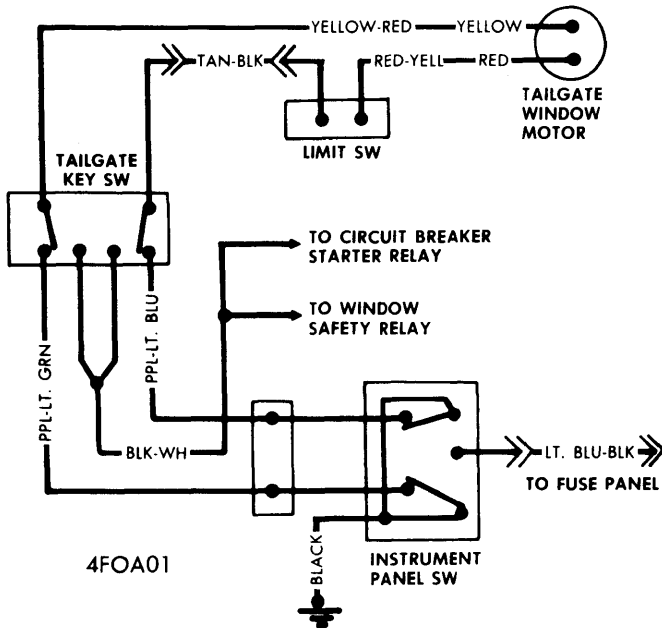 YELLOW-RED YELLOW
TAN-BLK RED-YELL RED
TAILGATE
WINDOW
MOTOR
LIMIT SW
TAILGATE
KEY SW
TO CIRCUIT BREAKER
STARTER RELAY
TO WINDOW
SAFETY RELAY
PPL-LT. GRN
PPL-LT. BLU
BLK-WH
LT. BLU-BLK
TO FUSE PANEL
BLACK
INSTRUMENT
PANEL SW
4FOA01